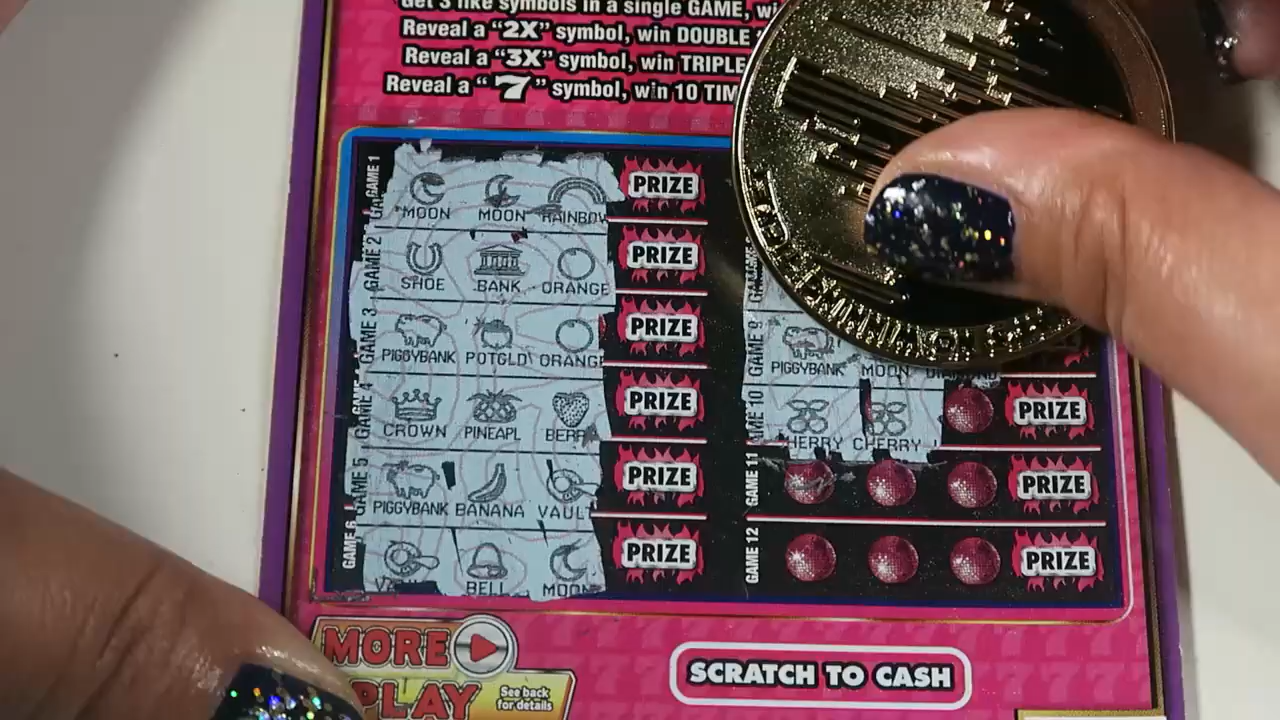 Get 3 like symbols in a single GAME, wi
Reveal a "2X" symbol, win DOUBLE
Reveal a "3X" symbol, win TRIPLE
Reveal a "7" symbol, win 10 TIM
GAME 1
MOON MOON RAINBOW PRIZE
GAME 2
SHOE BANK ORANGE PRIZE
GAME 3
PIGGYBANK POTGLD ORANGE PRIZE
GAME 4
CROWN PINEAPL BERRY PRIZE
GAME 5
PIGGYBANK BANANA VAULT PRIZE
GAME 6
BELL MOON PRIZE
GAME 9
PIGGYBANK MOON DIAMOND
GAME 10
CHERRY CHERRY PRIZE
GAME 11
PRIZE
GAME 12
PRIZE
MORE PLAY
See back
for details
SCRATCH TO CASH